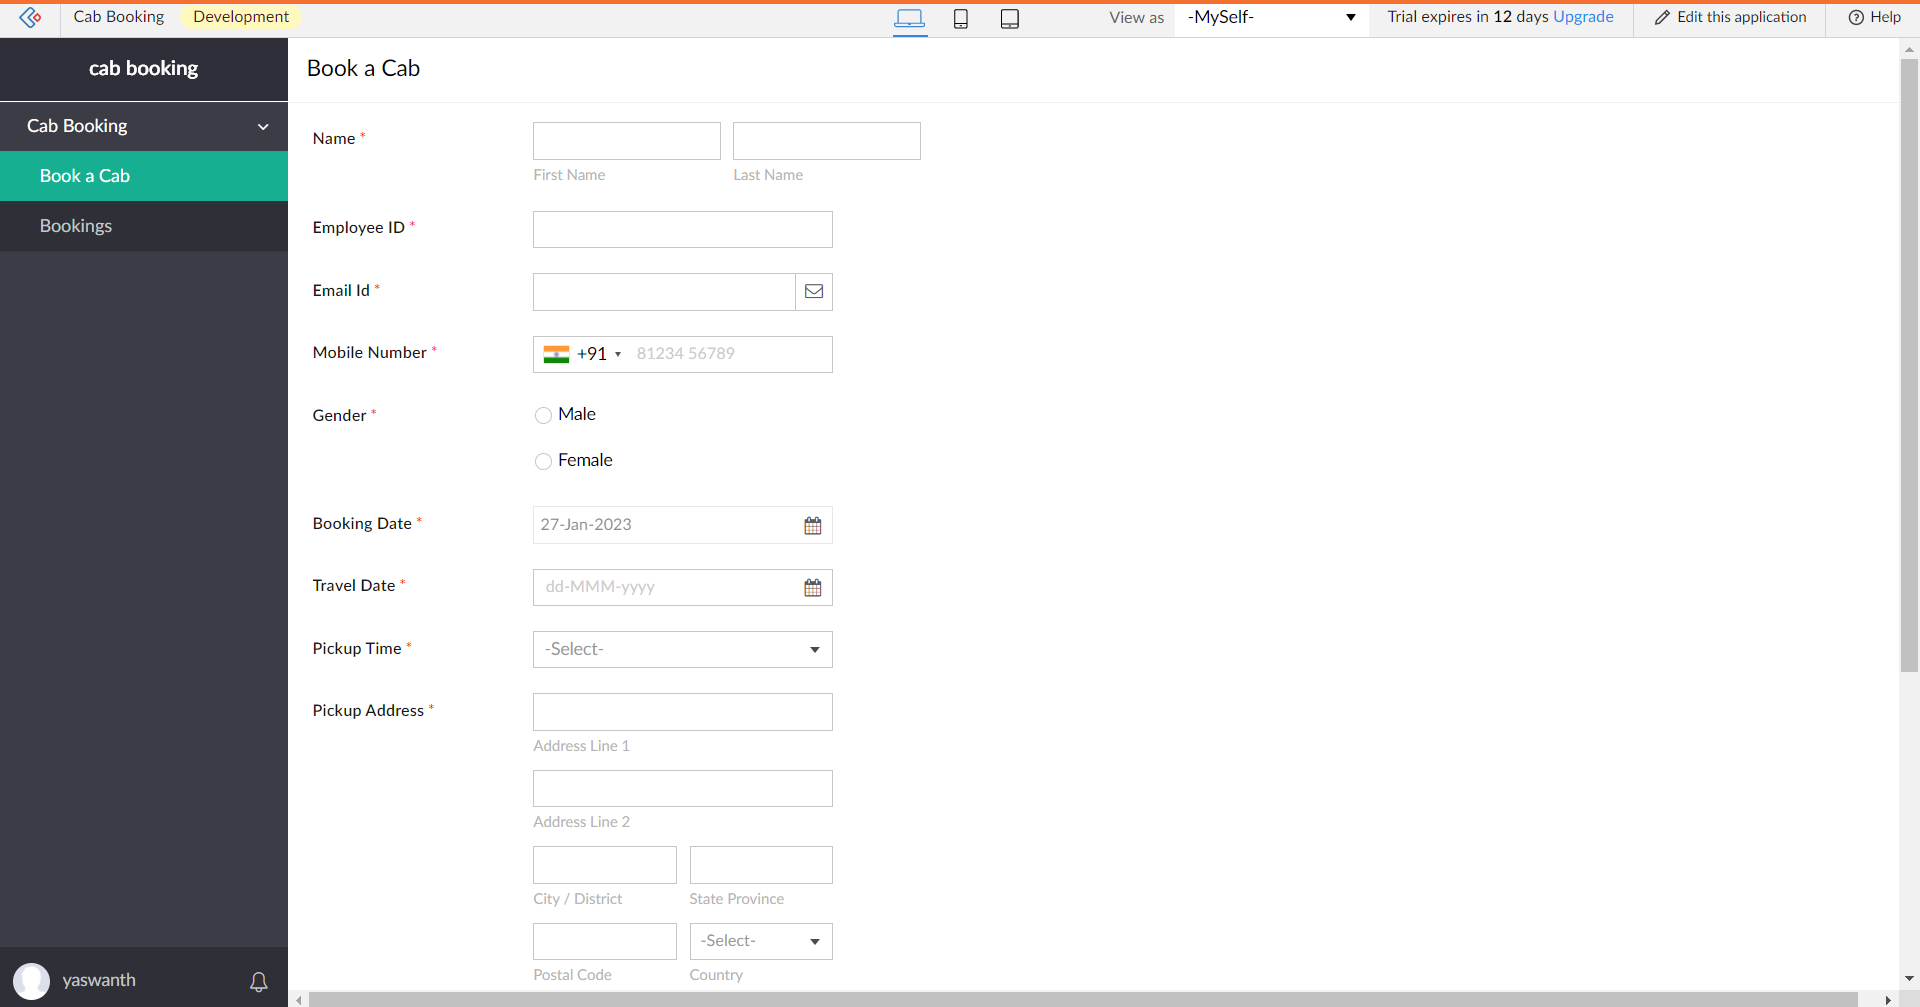 Cab Booking Development View as -MySelf- Trial expires in 12 days Upgrade Edit this application Help
cab booking
Cab Booking
Book a Cab
Bookings
yaswanth
Book a Cab
Name *
First Name Last Name
Employee ID *
Email Id *
Mobile Number * +91 81234 56789
Gender * Male
Female
Booking Date * 27-Jan-2023
Travel Date * dd-MMM-yyyy
Pickup Time * -Select-
Pickup Address *
Address Line 1
Address Line 2
City / District State Province
-Select-
Postal Code Country